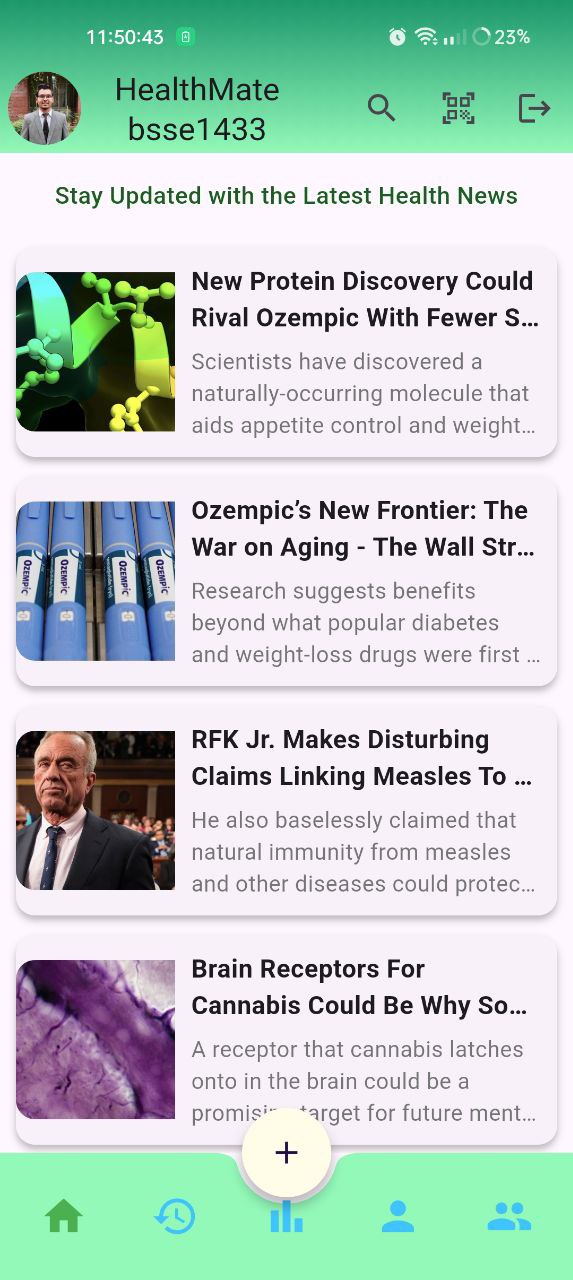 11:50:43
23%
HealthMate
bsse1433
Stay Updated with the Latest Health News
New Protein Discovery Could
Rival Ozempic With Fewer S…
Scientists have discovered a
naturally-occurring molecule that
aids appetite control and weight…
OZEMPIC
OZEMPIC
OZEMPIC
OZEMPIC
Ozempic’s New Frontier: The
War on Aging - The Wall Str…
Research suggests benefits
beyond what popular diabetes
and weight-loss drugs were first …
RFK Jr. Makes Disturbing
Claims Linking Measles To …
He also baselessly claimed that
natural immunity from measles
and other diseases could protec…
Brain Receptors For
Cannabis Could Be Why So…
A receptor that cannabis latches
onto in the brain could be a
promising target for future ment…